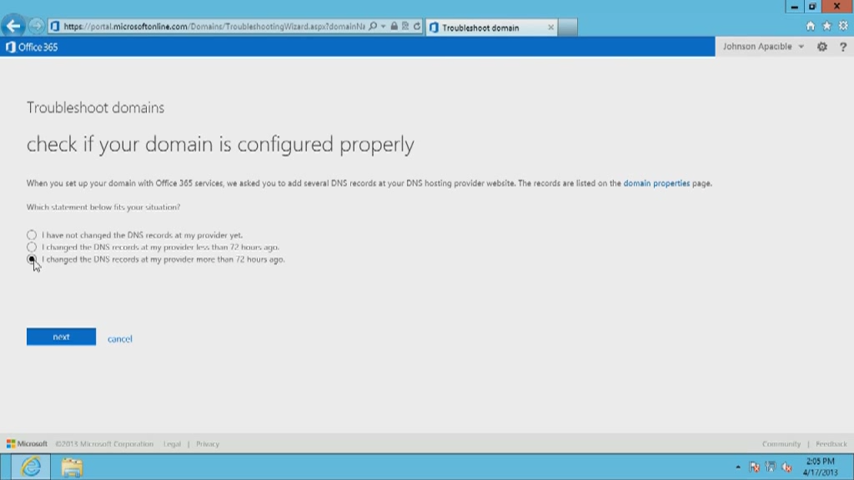 https://portal.microsoftonline.com/Domains/TroubleshootingWizard.aspx?domainNa
Troubleshoot domain
Office 365
Johnson Apacible
?
Troubleshoot domains
check if your domain is configured properly
When you set up your domain with Office 365 services, we asked you to add several DNS records at your DNS hosting provider website. The records are listed on the domain properties page.
Which statement below fits your situation?
I have not changed the DNS records at my provider yet.
I changed the DNS records at my provider less than 72 hours ago.
I changed the DNS records at my provider more than 72 hours ago.
next
cancel
Microsoft ©2013 Microsoft Corporation Legal | Privacy
Community | Feedback
2:05 PM
4/17/2013